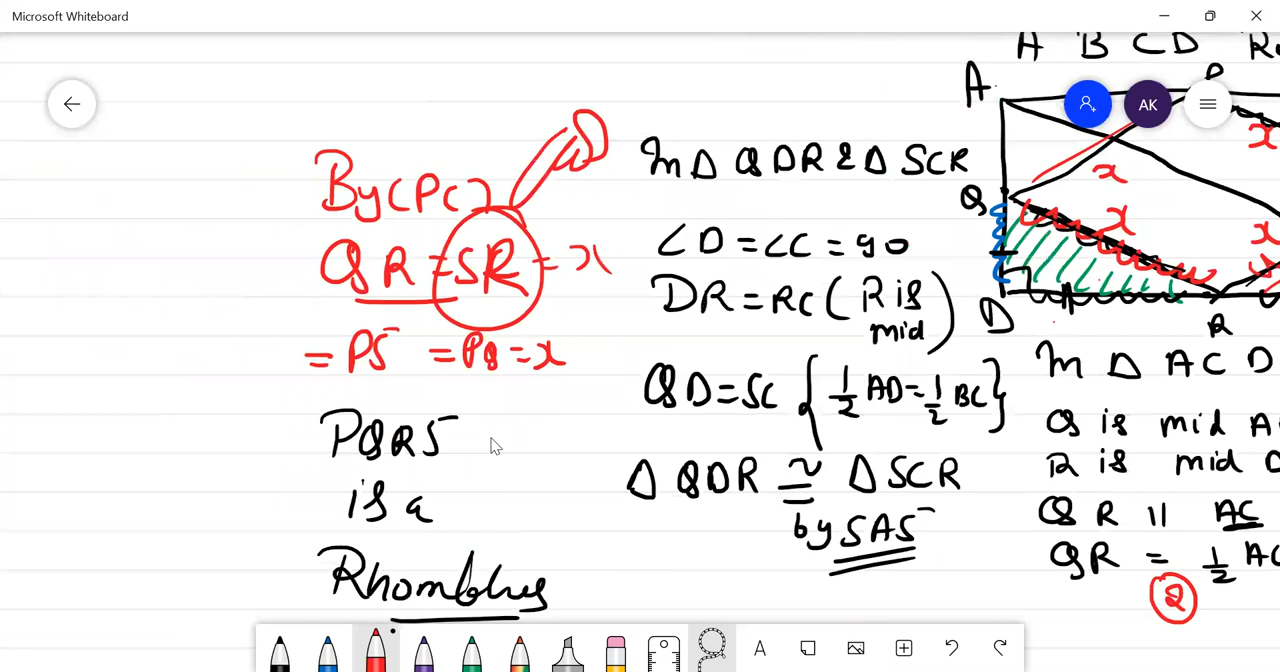 Microsoft Whiteboard
AK
A B C D
A
P
x
x
x
x
Q
D
R
By CPCT
QR = SR = x
= PS = PQ = x
PQRS
is a
Rhombus
In Δ QDR & Δ SCR
∠D = ∠C = 90
DR = RC ( R is mid )
QD = SC { 1/2 AD = 1/2 BC }
Δ QDR ≅ Δ SCR
by SAS
In Δ ACD
Q is mid
R is mid
QR || AC
QR = 1/2 AC
2
A